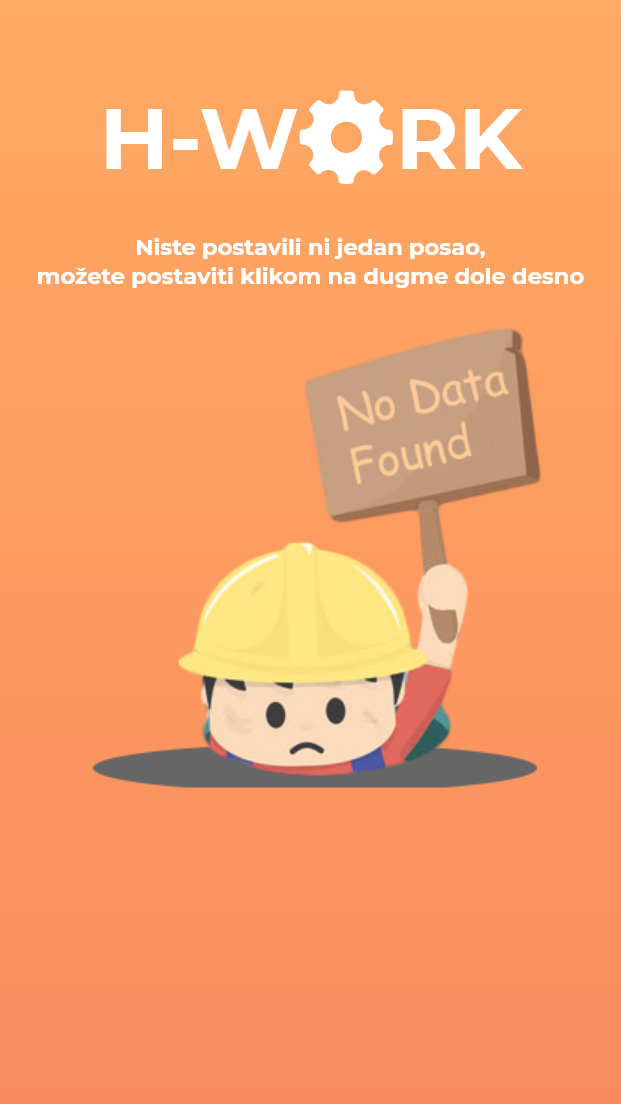 H-WORK
Niste postavili ni jedan posao,
možete postaviti klikom na dugme dole desno
No Data
Found